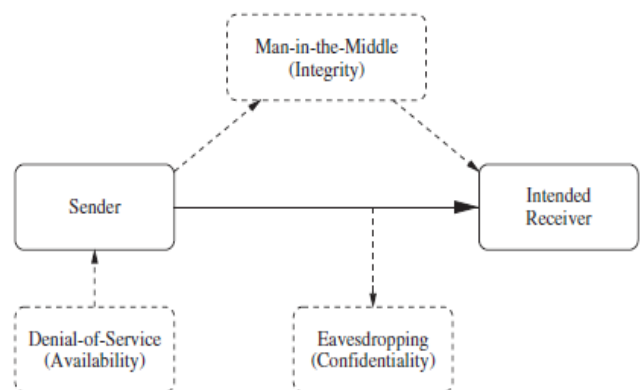 Man-in-the-Middle
(Integrity)
Sender
Intended
Receiver
Denial-of-Service
(Availability)
Eavesdropping
(Confidentiality)